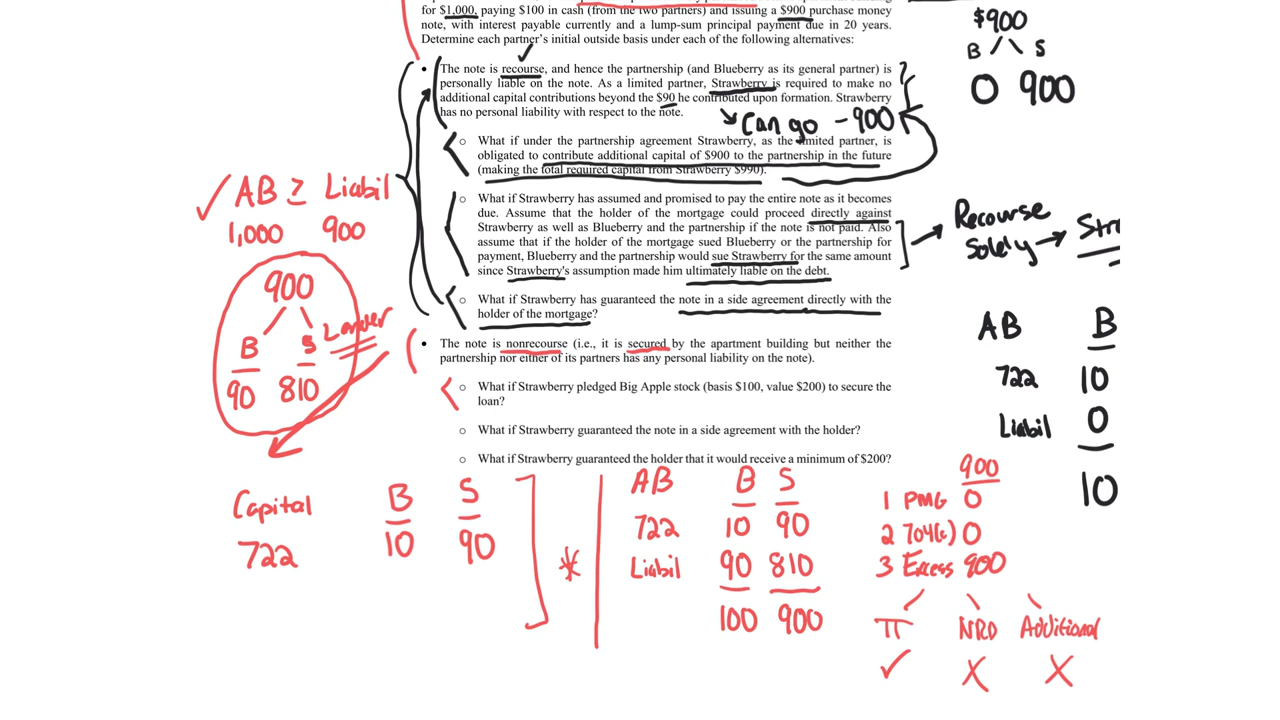 for $1,000, paying $100 in cash (from the two partners) and issuing a $900 purchase money
note, with interest payable currently and a lump-sum principal payment due in 20 years.
Determine each partner's initial outside basis under each of the following alternatives:
• The note is recourse, and hence the partnership (and Blueberry as its general partner) is
personally liable on the note. As a limited partner, Strawberry is required to make no
additional capital contributions beyond the $90 he contributed upon formation. Strawberry
has no personal liability with respect to the note.
Can go -900
?
o What if under the partnership agreement Strawberry, as the limited partner, is
obligated to contribute additional capital of $900 to the partnership in the future
(making the total required capital from Strawberry $990).
o What if Strawberry has assumed and promised to pay the entire note as it becomes
due. Assume that the holder of the mortgage could proceed directly against
Strawberry as well as Blueberry and the partnership if the note is not paid. Also
assume that if the holder of the mortgage sued Blueberry or the partnership for
payment, Blueberry and the partnership would sue Strawberry for the same amount
since Strawberry's assumption made him ultimately liable on the debt.
o What if Strawberry has guaranteed the note in a side agreement directly with the
holder of the mortgage?
• The note is nonrecourse (i.e., it is secured by the apartment building but neither the
partnership nor either of its partners has any personal liability on the note).
o What if Strawberry pledged Big Apple stock (basis $100, value $200) to secure the
loan?
o What if Strawberry guaranteed the note in a side agreement with the holder?
o What if Strawberry guaranteed the holder that it would receive a minimum of $200?
$900
B S
0 900
Recourse
Solely → Stra
AB B
722 10
Liabil 0
10
✓ AB ≥ Liabil
1,000 900
900
B S
90 810
Lender
Capital B S
722 10 90
*
AB B S
722 10 90
Liabil 90 810
100 900
900
1 PMG 0
2 704(c) 0
3 Excess 900
π NRD Additional
✓ X X